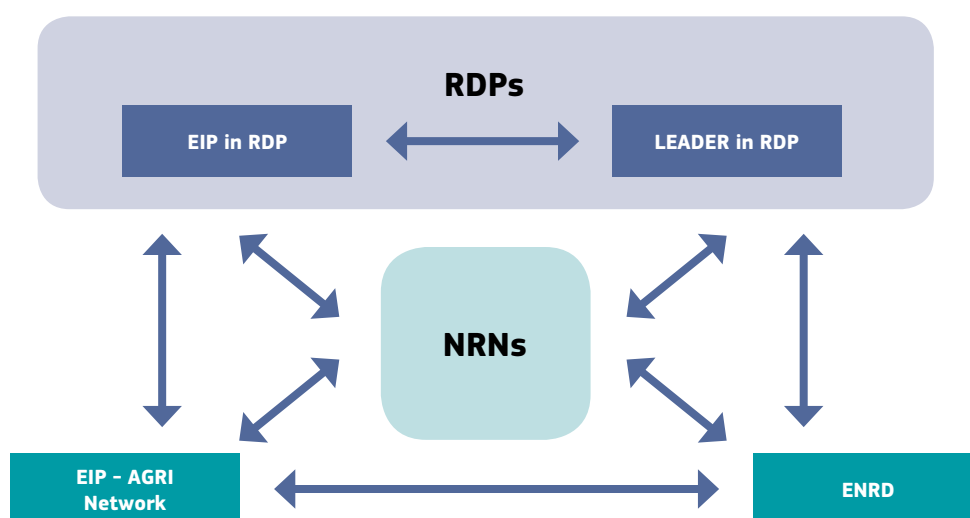 RDPs
EIP in RDP
LEADER in RDP
NRNs
EIP – AGRI
Network
ENRD